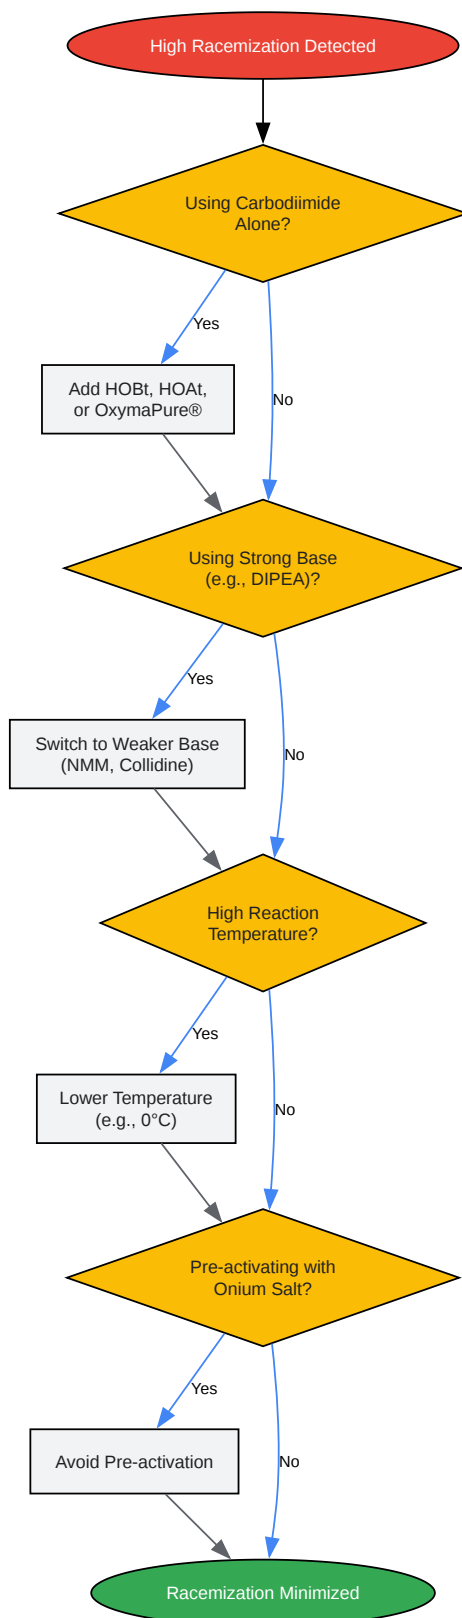 High Racemization Detected
Using Carbodiimide
Alone?
Yes
No
Add HOBt, HOAt,
or OxymaPure®
Using Strong Base
(e.g., DIPEA)?
Yes
No
Switch to Weaker Base
(NMM, Collidine)
High Reaction
Temperature?
Yes
No
Lower Temperature
(e.g., 0°C)
Pre-activating with
Onium Salt?
Yes
No
Avoid Pre-activation
Racemization Minimized